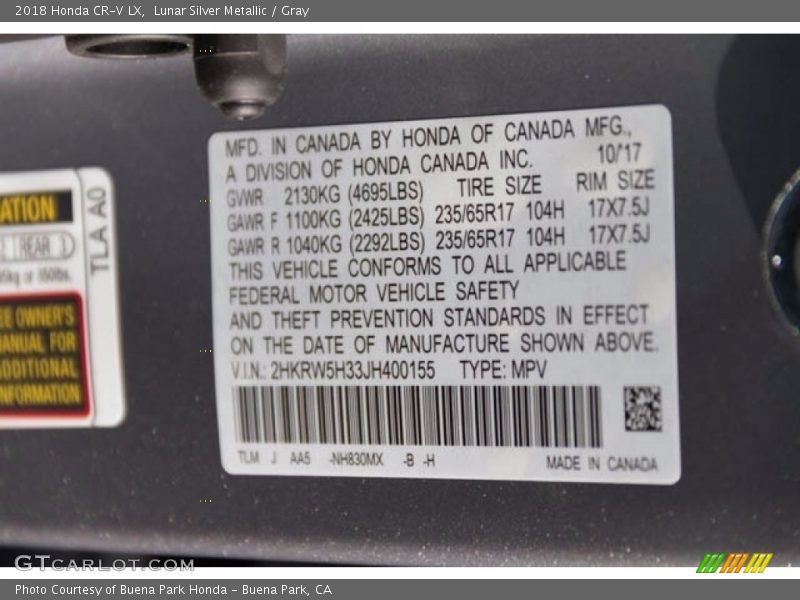 2018 Honda CR-V LX, Lunar Silver Metallic / Gray
MFD. IN CANADA BY HONDA OF CANADA MFG.,
A DIVISION OF HONDA CANADA INC. 10/17
GVWR 2130KG (4695LBS) TIRE SIZE RIM SIZE
GAWR F 1100KG (2425LBS) 235/65R17 104H 17X7.5J
GAWR R 1040KG (2292LBS) 235/65R17 104H 17X7.5J
THIS VEHICLE CONFORMS TO ALL APPLICABLE
FEDERAL MOTOR VEHICLE SAFETY
AND THEFT PREVENTION STANDARDS IN EFFECT
ON THE DATE OF MANUFACTURE SHOWN ABOVE.
V.I.N.: 2HKRW5H33JH400155 TYPE: MPV
TLM J AA5 -NH830MX -B -H MADE IN CANADA
ATION
2 REAR 3
TLA A0
EE OWNER'S
ANUAL FOR
DDITIONAL
NFORMATION
GTCARLOT.COM
Photo Courtesy of Buena Park Honda - Buena Park, CA